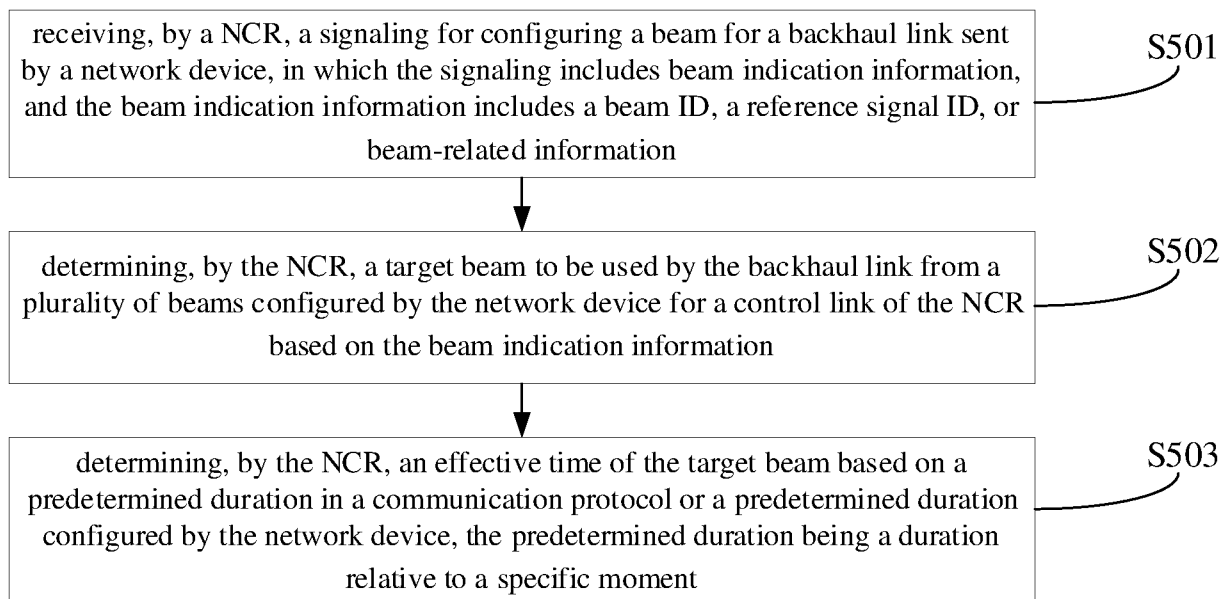 receiving, by a NCR, a signaling for configuring a beam for a backhaul link sent
by a network device, in which the signaling includes beam indication information,
and the beam indication information includes a beam ID, a reference signal ID, or
beam-related information
S501
determining, by the NCR, a target beam to be used by the backhaul link from a
plurality of beams configured by the network device for a control link of the NCR
based on the beam indication information
S502
determining, by the NCR, an effective time of the target beam based on a
predetermined duration in a communication protocol or a predetermined duration
configured by the network device, the predetermined duration being a duration
relative to a specific moment
S503